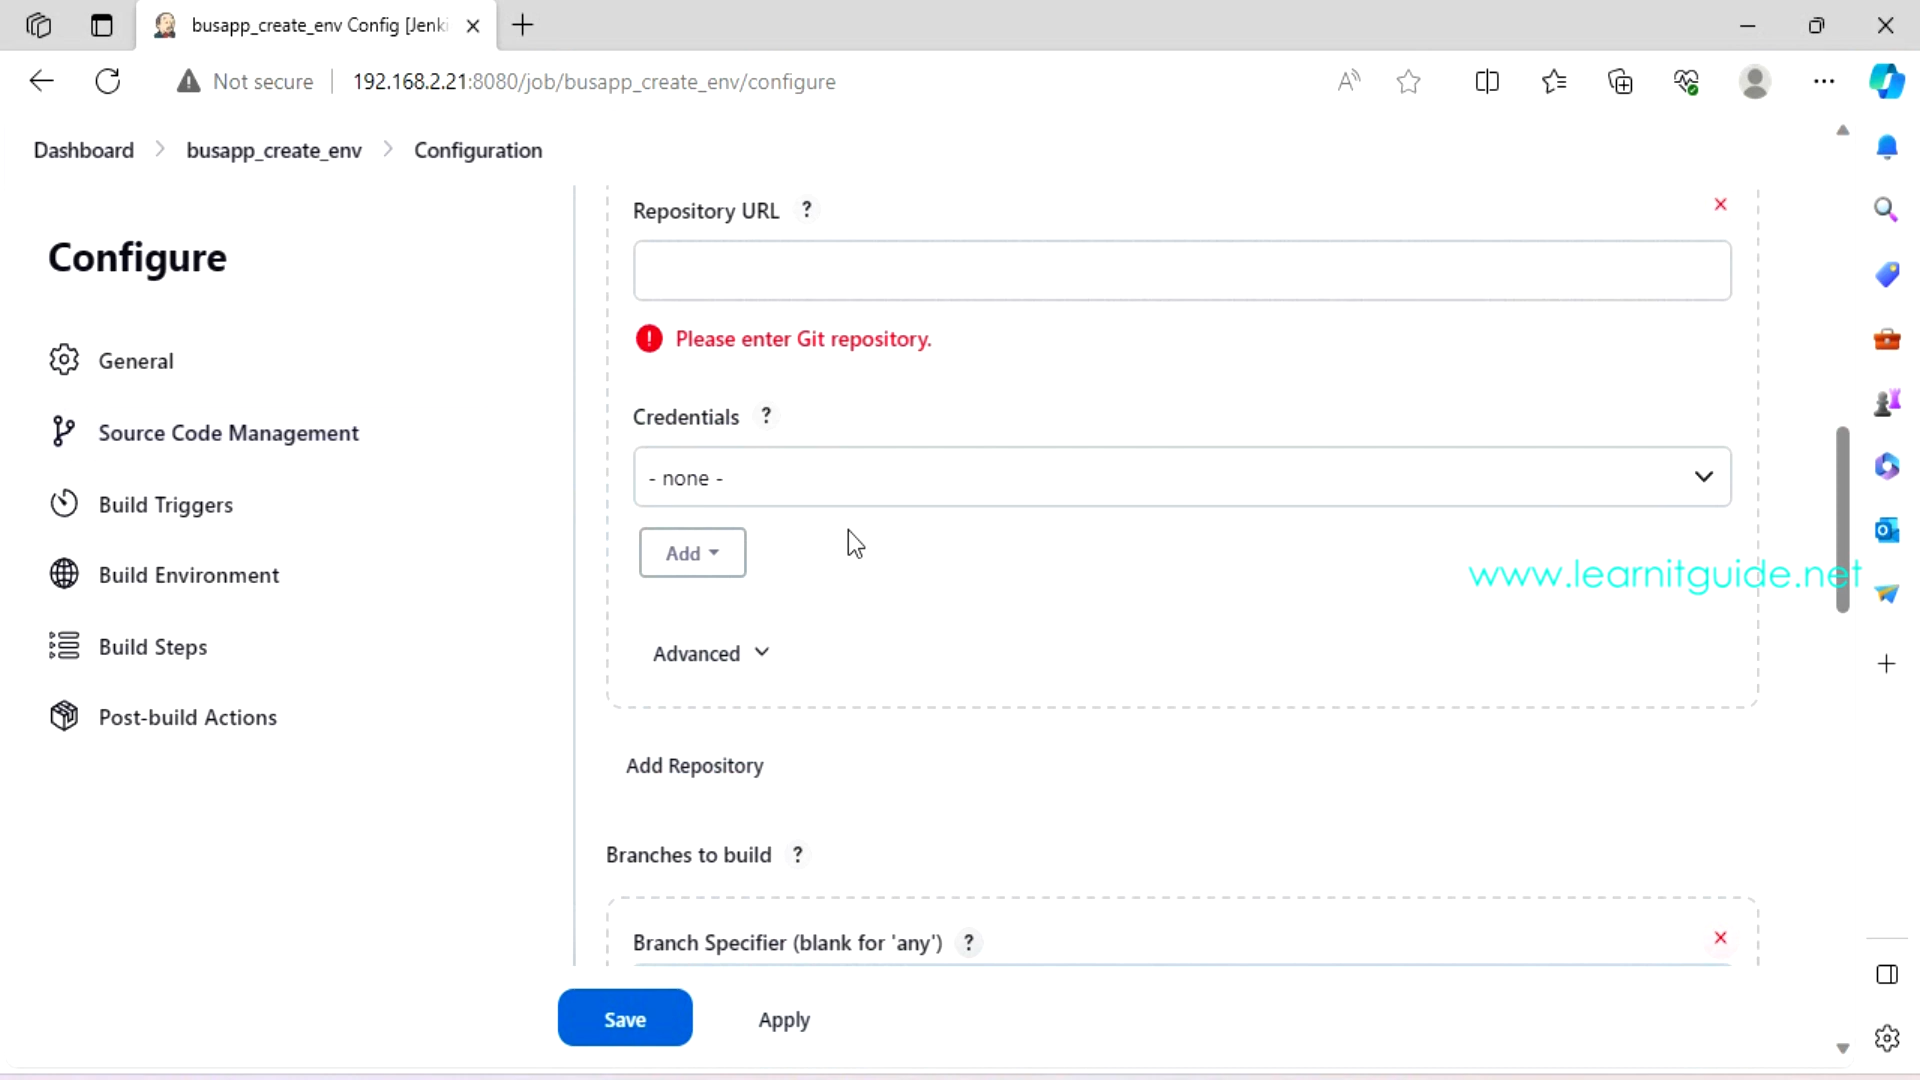 busapp_create_env Config [Jenki
Not secure
192.168.2.21:8080/job/busapp_create_env/configure
Dashboard
busapp_create_env
Configuration
Configure
General
Source Code Management
Build Triggers
Build Environment
Build Steps
Post-build Actions
Repository URL ?
Please enter Git repository.
Credentials ?
- none -
Add
www.learnitguide.net
Advanced
Add Repository
Branches to build ?
Branch Specifier (blank for 'any') ?
Save
Apply